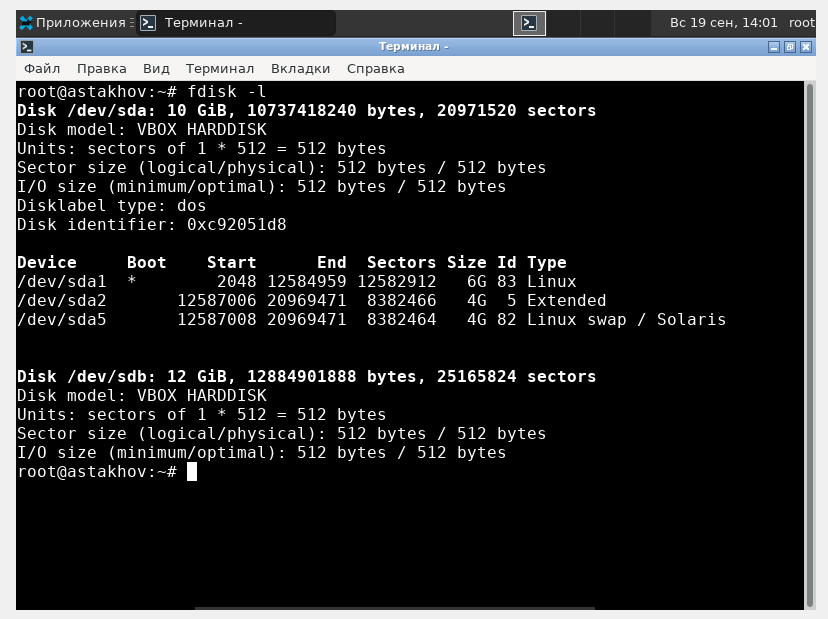 Приложения
Терминал -
Вс 19 сен, 14:01
root
Терминал -
Файл Правка Вид Терминал Вкладки Справка
root@astakhov:~# fdisk -l
Disk /dev/sda: 10 GiB, 10737418240 bytes, 20971520 sectors
Disk model: VBOX HARDDISK
Units: sectors of 1 * 512 = 512 bytes
Sector size (logical/physical): 512 bytes / 512 bytes
I/O size (minimum/optimal): 512 bytes / 512 bytes
Disklabel type: dos
Disk identifier: 0xc92051d8
Device     Boot    Start      End  Sectors Size Id Type
/dev/sda1  *        2048 12584959 12582912   6G 83 Linux
/dev/sda2       12587006 20969471  8382466   4G  5 Extended
/dev/sda5       12587008 20969471  8382464   4G 82 Linux swap / Solaris
Disk /dev/sdb: 12 GiB, 12884901888 bytes, 25165824 sectors
Disk model: VBOX HARDDISK
Units: sectors of 1 * 512 = 512 bytes
Sector size (logical/physical): 512 bytes / 512 bytes
I/O size (minimum/optimal): 512 bytes / 512 bytes
root@astakhov:~#